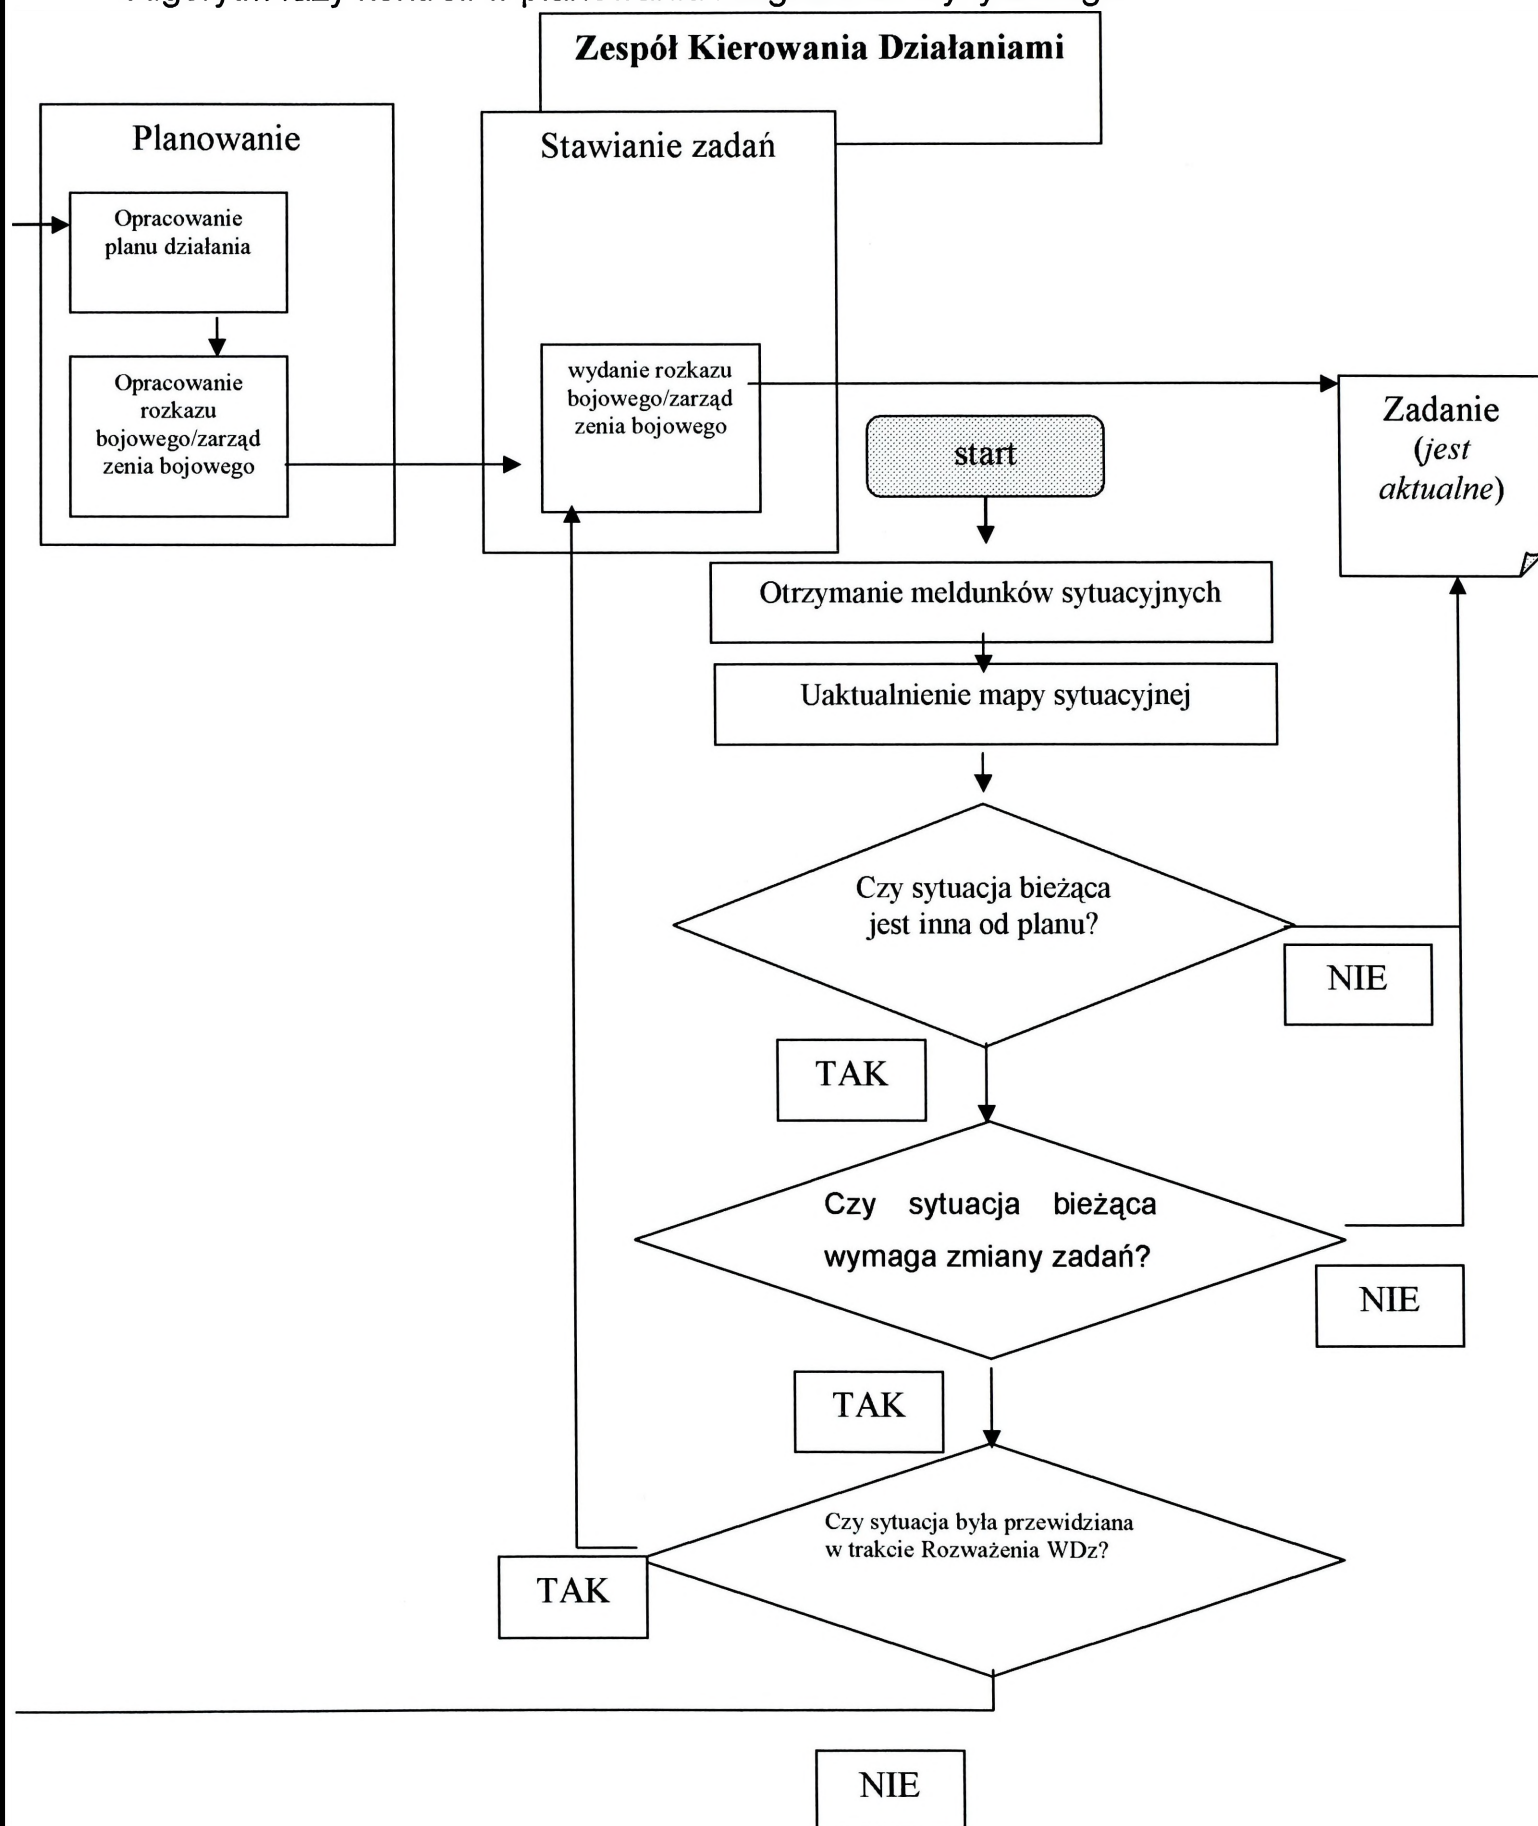 Zespół Kierowania Działaniami
Planowanie
Stawianie zadań
Opracowanie
planu działania
Opracowanie
rozkazu
bojowego/zarząd
zenia bojowego
wydanie rozkazu
bojowego/zarząd
zenia bojowego
Zadanie
(jest
aktualne)
start
Otrzymanie meldunków sytuacyjnych
Uaktualnienie mapy sytuacyjnej
Czy sytuacja bieżąca
jest inna od planu?
NIE
TAK
Czy sytuacja bieżąca
wymaga zmiany zadań?
NIE
TAK
Czy sytuacja była przewidziana
w trakcie Rozważenia WDz?
TAK
NIE